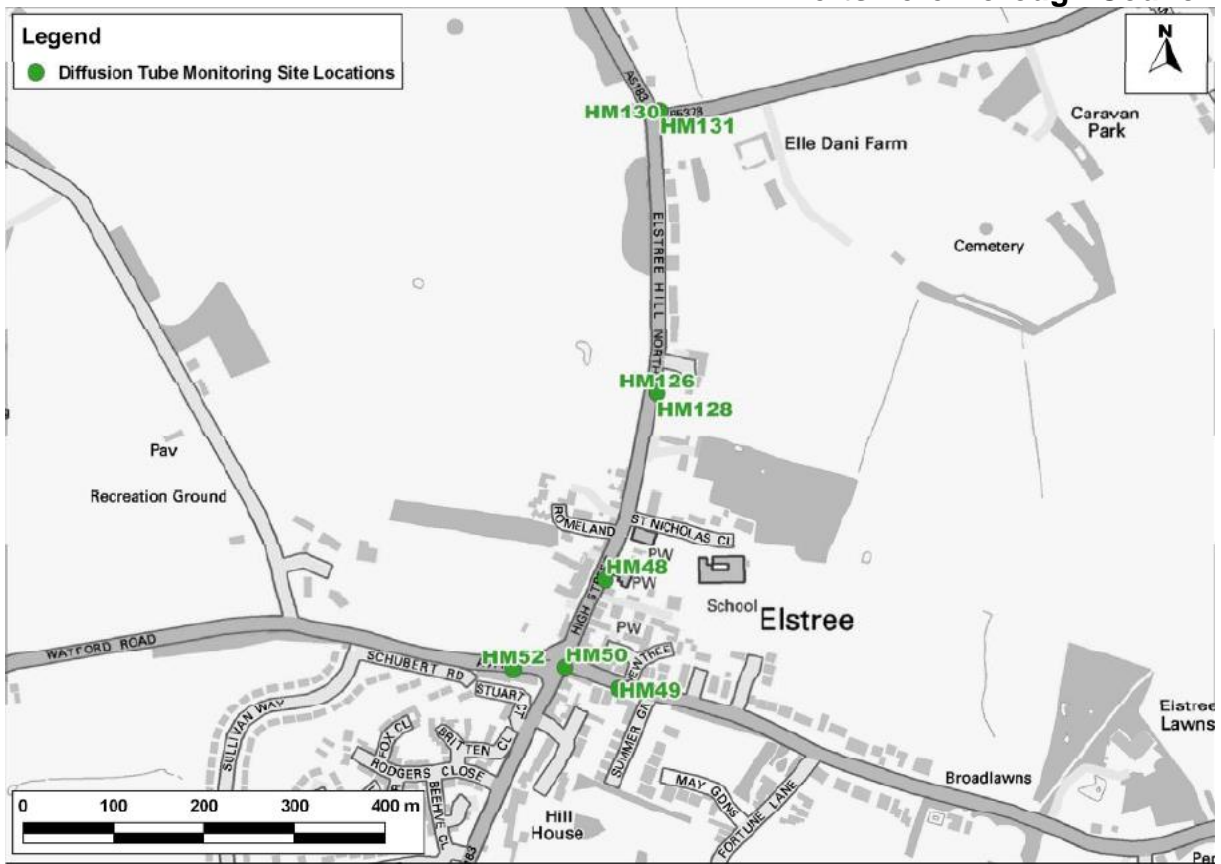 Legend
Diffusion Tube Monitoring Site Locations
N
A5183
HM130
HM131
Caravan
Park
Elle Dani Farm
ELSTREE HILL NORTH
Cemetery
HM126
HM128
Pav
Recreation Ground
ROMELAND
ST NICHOLAS CL
PW
HM48
PW
HIGH
School
Elstree
PW
WATFORD ROAD
SCHUBERT RD
HM52
HM50
HM49
STUART CT
SULLIVAN WAY
FOX CL
BRITTEN CL
RODGERS CLOSE
BEEHIVE CL
SUMMER
MAY GDNS
FORTUNE LANE
Elstree
Lawns
Broadlawns
Hill
House
0 100 200 300 400 m